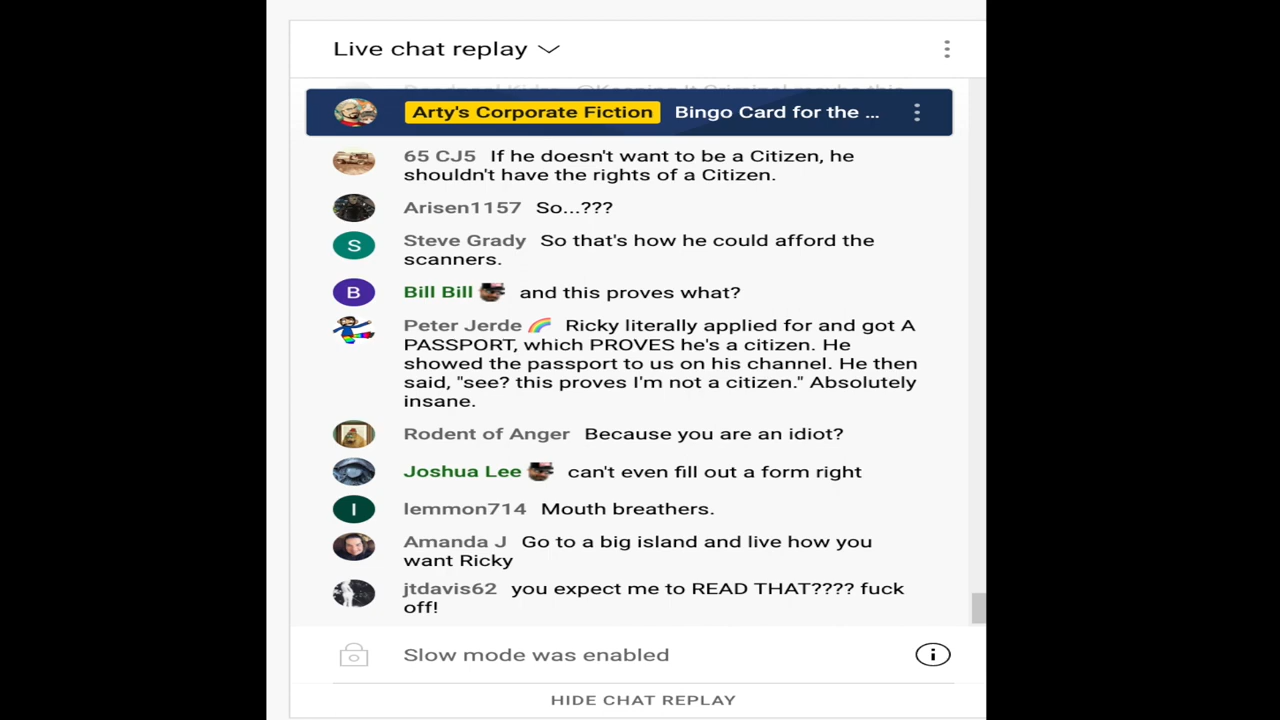 Live chat replay
Arty's Corporate Fiction Bingo Card for the ...
65 CJ5 If he doesn't want to be a Citizen, he
shouldn't have the rights of a Citizen.
Arisen1157 So...???
S Steve Grady So that's how he could afford the
scanners.
B Bill Bill and this proves what?
Peter Jerde 🌈 Ricky literally applied for and got A
PASSPORT, which PROVES he's a citizen. He
showed the passport to us on his channel. He then
said, "see? this proves I'm not a citizen." Absolutely
insane.
Rodent of Anger Because you are an idiot?
Joshua Lee can't even fill out a form right
I lemmon714 Mouth breathers.
Amanda J Go to a big island and live how you
want Ricky
jtdavis62 you expect me to READ THAT???? fuck
off!
Slow mode was enabled
HIDE CHAT REPLAY